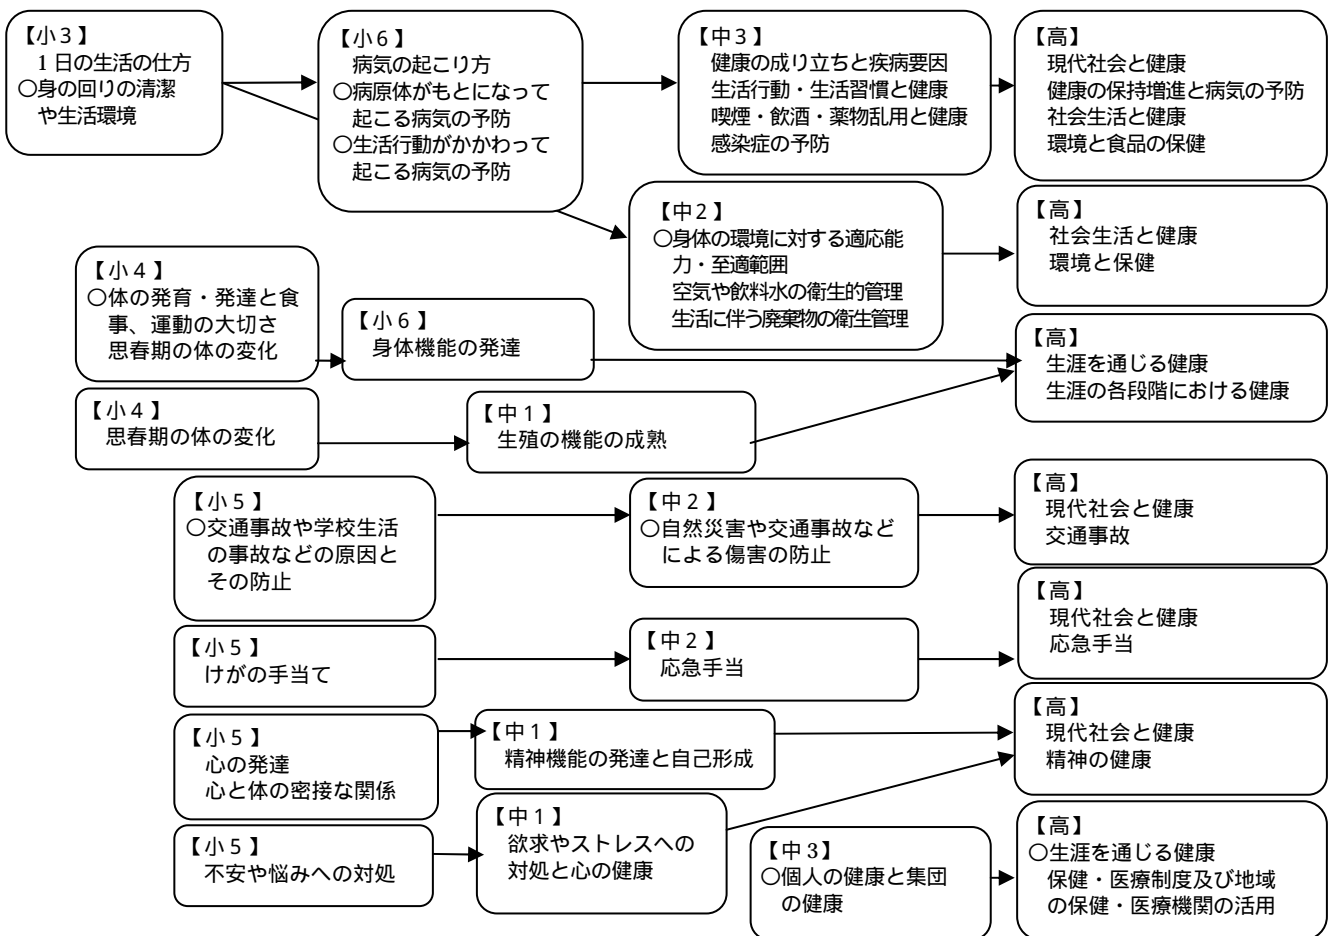 【小3】
1日の生活の仕方
○身の回りの清潔
や生活環境
【小6】
病気の起こり方
○病原体がもとになって
起こる病気の予防
○生活行動がかかわって
起こる病気の予防
【中3】
健康の成り立ちと疾病要因
生活行動・生活習慣と健康
喫煙・飲酒・薬物乱用と健康
感染症の予防
【高】
現代社会と健康
健康の保持増進と病気の予防
社会生活と健康
環境と食品の保健
【中2】
○身体の環境に対する適応能
力・至適範囲
空気や飲料水の衛生的管理
生活に伴う廃棄物の衛生管理
【高】
社会生活と健康
環境と保健
【小4】
○体の発育・発達と食
事、運動の大切さ
思春期の体の変化
【小6】
身体機能の発達
【高】
生涯を通じる健康
生涯の各段階における健康
【小4】
思春期の体の変化
【中1】
生殖の機能の成熟
【小5】
○交通事故や学校生活
の事故などの原因と
その防止
【中2】
○自然災害や交通事故など
による傷害の防止
【高】
現代社会と健康
交通事故
【小5】
けがの手当て
【中2】
応急手当
【高】
現代社会と健康
応急手当
【小5】
心の発達
心と体の密接な関係
【中1】
精神機能の発達と自己形成
【高】
現代社会と健康
精神の健康
【小5】
不安や悩みへの対処
【中1】
欲求やストレスへの
対処と心の健康
【中3】
○個人の健康と集団
の健康
【高】
○生涯を通じる健康
保健・医療制度及び地域
の保健・医療機関の活用